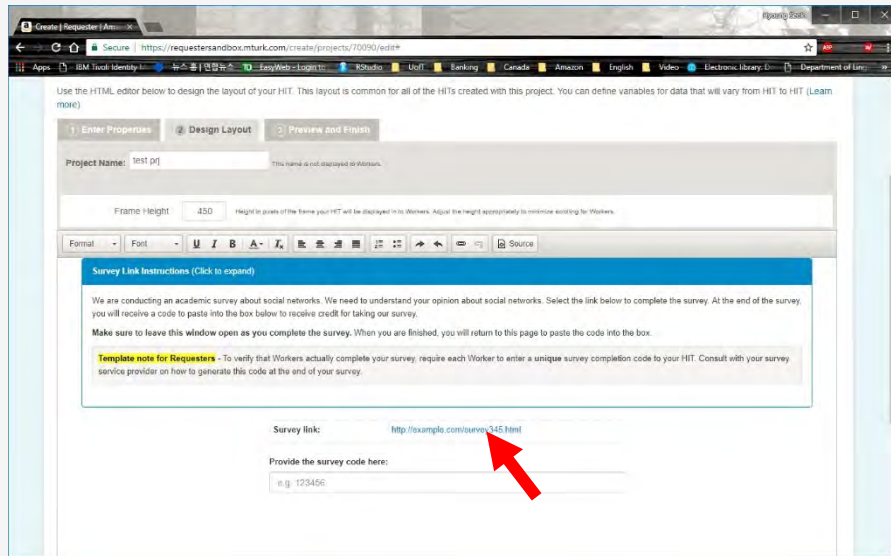 Create | Requester | Am
Secure | https://requestersandbox.mturk.com/create/projects/70090/edit#
Apps IBM Tivoli Identity 뉴스 홈 | 연합뉴스 EasyWeb - Login RStudio UofT Banking Canada Amazon English Video Electronic library: Department of Ling
Use the HTML editor below to design the layout of your HIT. This layout is common for all of the HITs created with this project. You can define variables for data that will vary from HIT to HIT (Learn
more).
1 Enter Properties 2 Design Layout 3 Preview and Finish
Project Name: test prj This name is not displayed to Workers.
Frame Height 450 Height in pixels of the frame your HIT will be displayed in to Workers. Adjust the height appropriately to minimize scrolling for Workers.
Format Font U I B A Source
Survey Link Instructions (Click to expand)
We are conducting an academic survey about social networks. We need to understand your opinion about social networks. Select the link below to complete the survey. At the end of the survey,
you will receive a code to paste into the box below to receive credit for taking our survey.
Make sure to leave this window open as you complete the survey. When you are finished, you will return to this page to paste the code into the box.
Template note for Requesters - To verify that Workers actually complete your survey, require each Worker to enter a unique survey completion code to your HIT. Consult with your survey
service provider on how to generate this code at the end of your survey.
Survey link: http://example.com/survey345.html
Provide the survey code here:
e.g. 123456